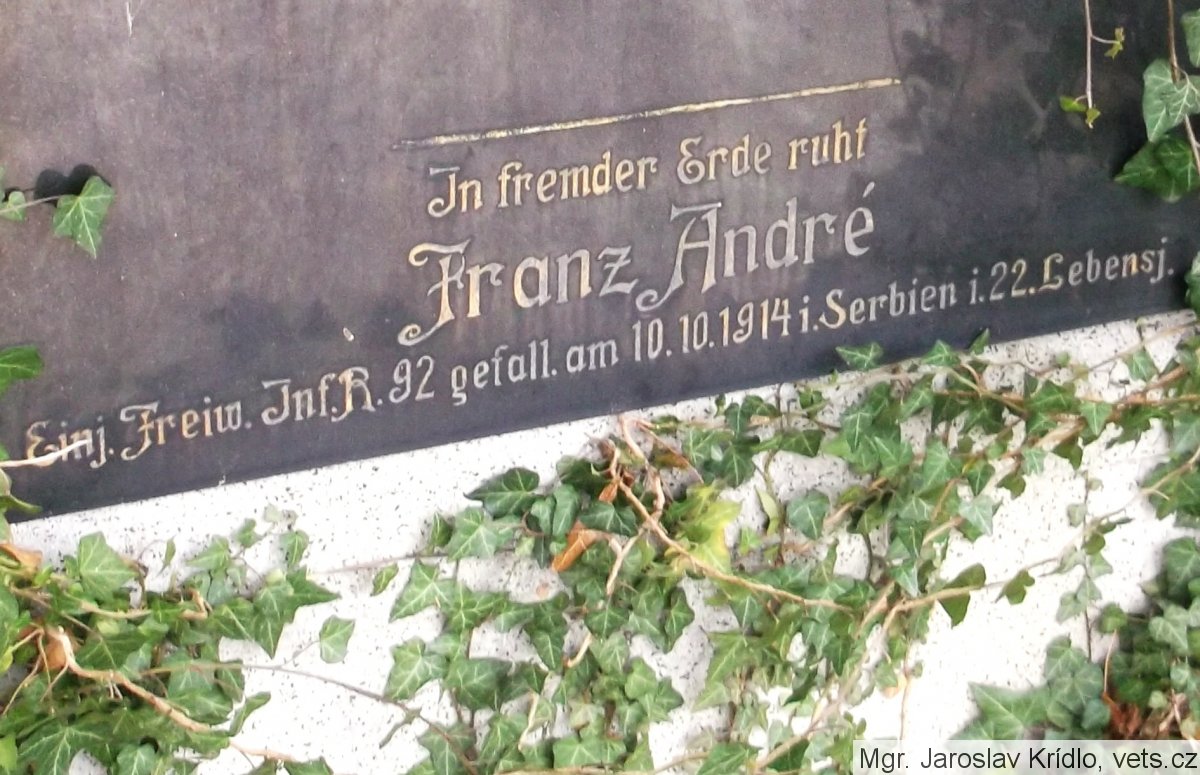 In fremder Erde ruht
Franz André
Einj. Freiw. Inf.R. 92 gefall. am 10.10.1914 i. Serbien i. 22. Lebensj.
Mgr. Jaroslav Krídlo, vets.cz